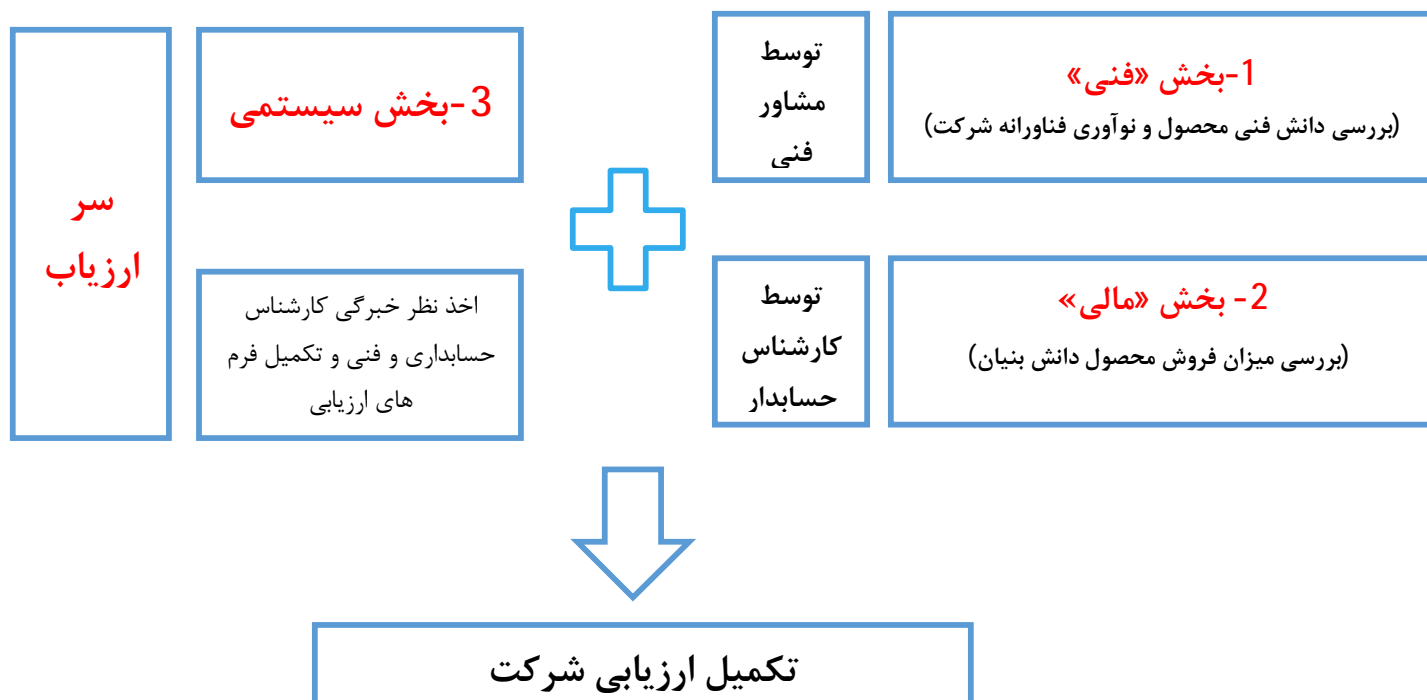 1-بخش «فنی»
(بررسی دانش فنی محصول و نوآوری فناورانه شرکت)
توسط
مشاور
فنی
2- بخش «مالی»
(بررسی میزان فروش محصول دانش بنیان)
توسط
کارشناس
حسابدار
3-بخش سیستمی
اخذ نظر خبرگی کارشناس
حسابداری و فنی و تکمیل فرم
های ارزیابی
سر
ارزیاب
تکمیل ارزیابی شرکت